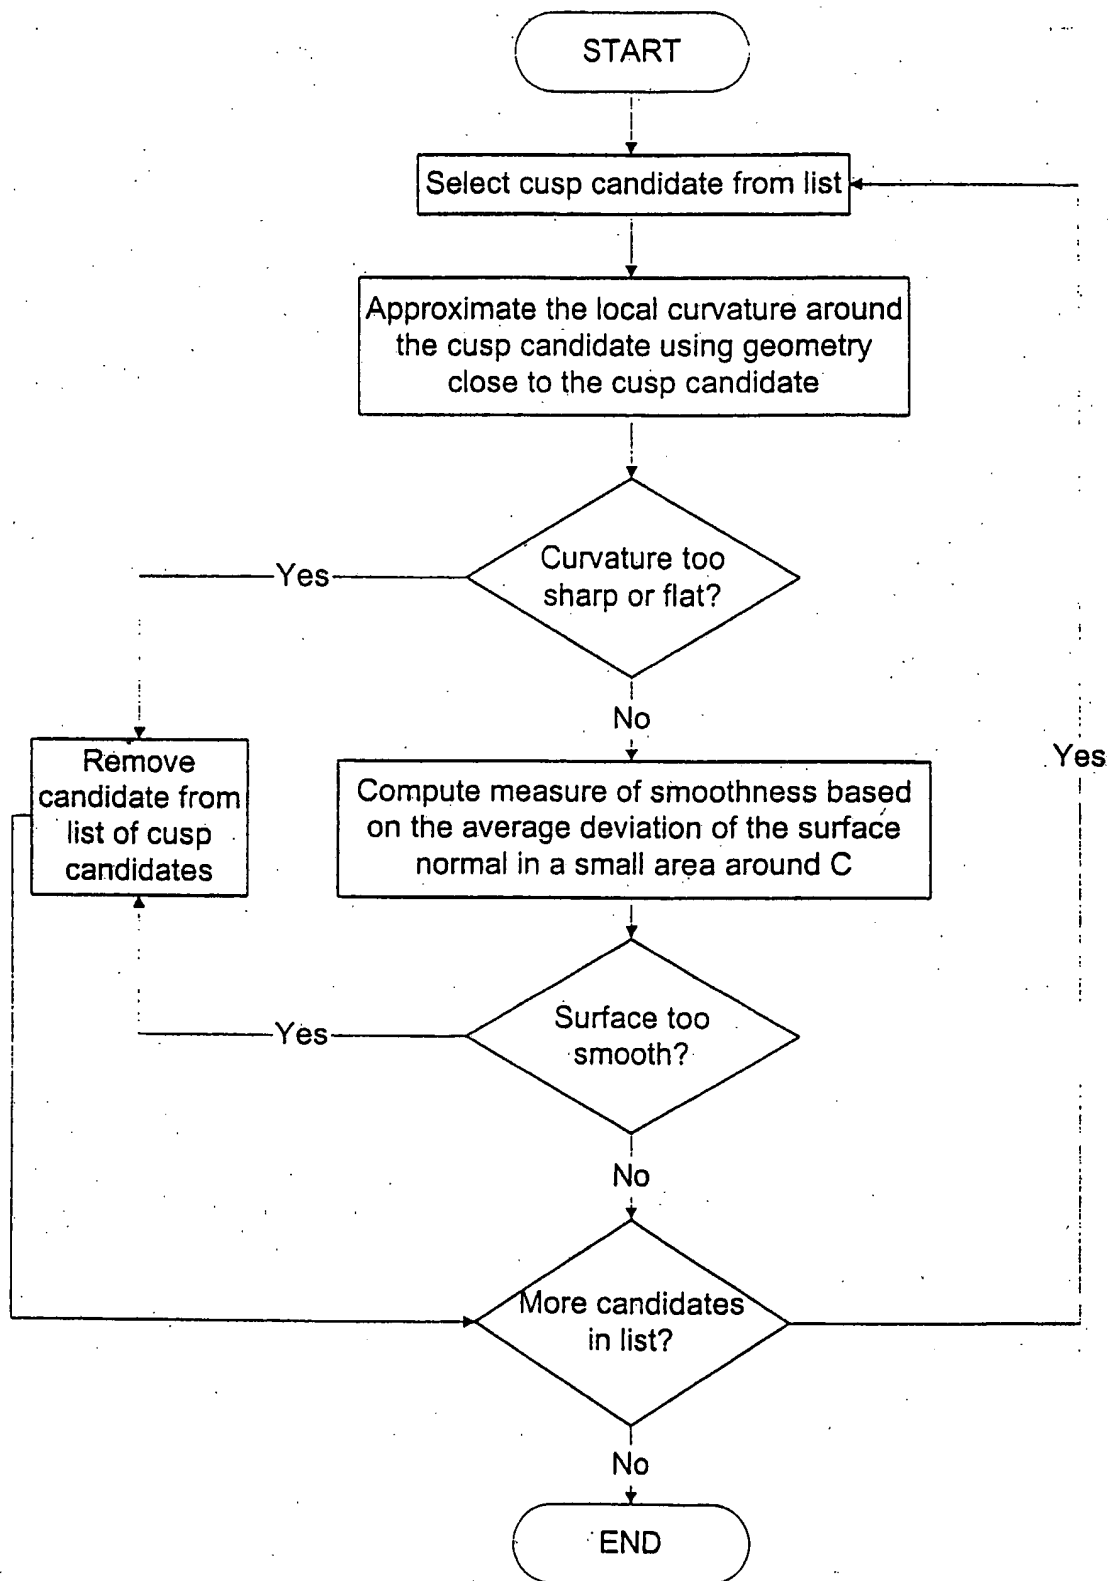 START
Select cusp candidate from list
Approximate the local curvature around
the cusp candidate using geometry
close to the cusp candidate
Curvature too
sharp or flat?
Yes
No
Remove
candidate from
list of cusp
candidates
Compute measure of smoothness based
on the average deviation of the surface
normal in a small area around C
Yes
Surface too
smooth?
Yes
No
More candidates
in list?
No
END